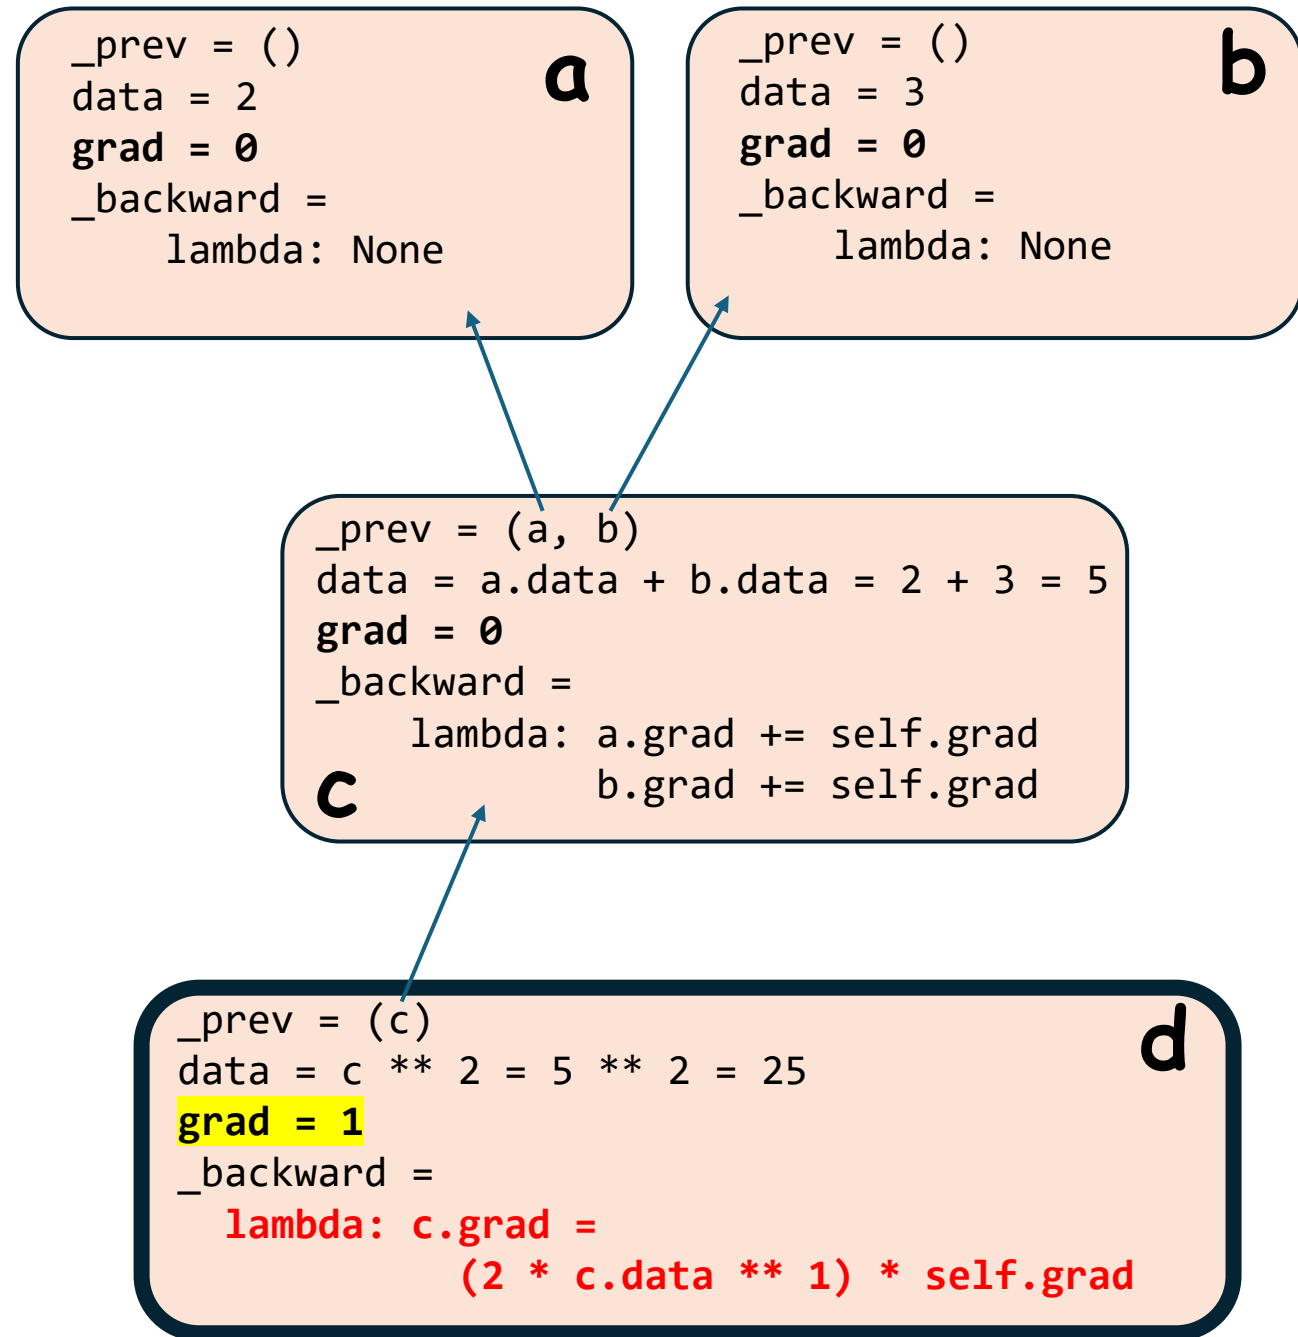 _prev = ()
data = 2
grad = 0
_backward =
lambda: None
a
_prev = ()
data = 3
grad = 0
_backward =
lambda: None
b
_prev = (a, b)
data = a.data + b.data = 2 + 3 = 5
grad = 0
_backward =
lambda: a.grad += self.grad
b.grad += self.grad
c
_prev = (c)
data = c ** 2 = 5 ** 2 = 25
grad = 1
_backward =
lambda: c.grad =
(2 * c.data ** 1) * self.grad
d